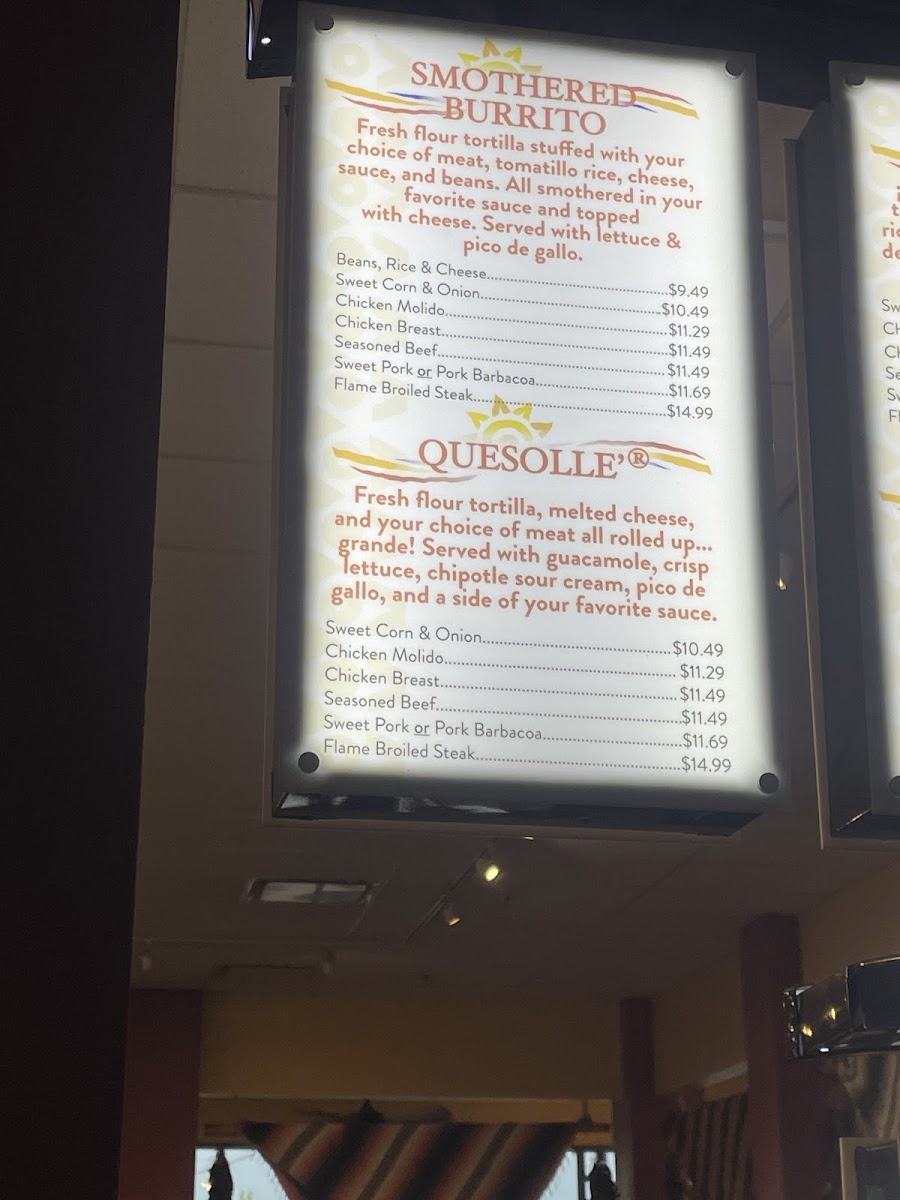 SMOTHERED
BURRITO
Fresh flour tortilla stuffed with your
choice of meat, tomatillo rice, cheese,
sauce, and beans. All smothered in your
favorite sauce and topped
with cheese. Served with lettuce &
pico de gallo.
Beans, Rice & Cheese..............................$9.49
Sweet Corn & Onion..............................$10.49
Chicken Molido..............................$11.29
Chicken Breast..............................$11.49
Seasoned Beef..............................$11.49
Sweet Pork or Pork Barbacoa..............................$11.69
Flame Broiled Steak..............................$14.99
QUESOLLE'®
Fresh flour tortilla, melted cheese,
and your choice of meat all rolled up...
grande! Served with guacamole, crisp
lettuce, chipotle sour cream, pico de
gallo, and a side of your favorite sauce.
Sweet Corn & Onion..............................$10.49
Chicken Molido..............................$11.29
Chicken Breast..............................$11.49
Seasoned Beef..............................$11.49
Sweet Pork or Pork Barbacoa..............................$11.69
Flame Broiled Steak..............................$14.99